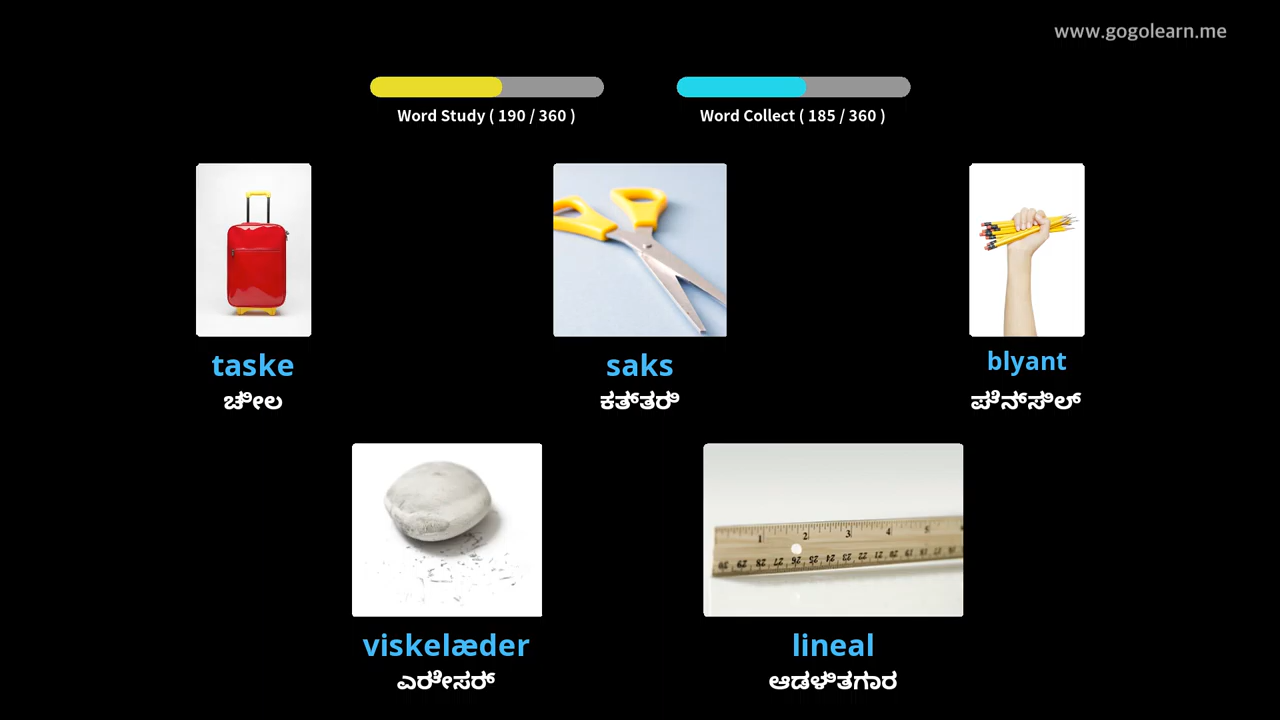 www.gogolearn.me
Word Study ( 190 / 360 )
Word Collect ( 185 / 360 )
taske
ಚೀಲ
saks
ಕತ್ತರಿ
blyant
ಪೆನ್ಸಿಲ್
viskelæder
ಎರೇಸರ್
lineal
ಆಡಳಿತಗಾರ